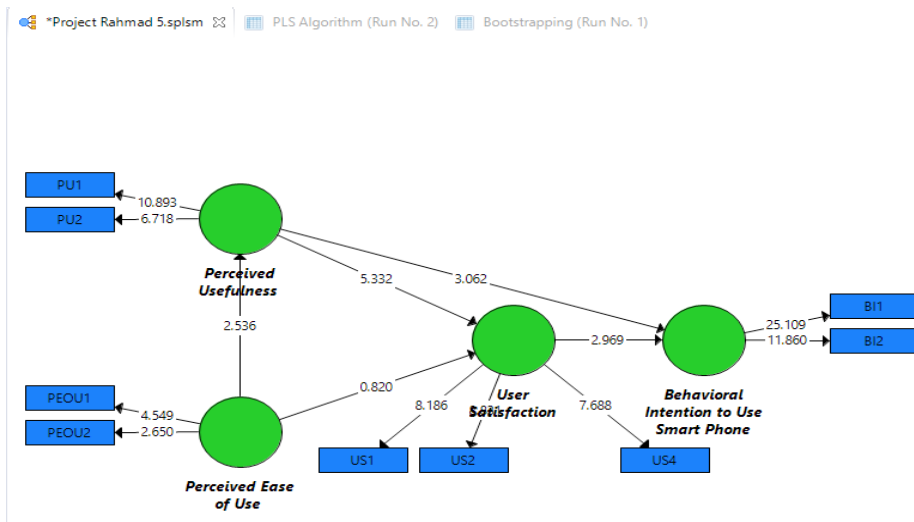 *Project Rahmad 5.splsm
PLS Algorithm (Run No. 2)
Bootstrapping (Run No. 1)
PU1
10.893
PU2
6.718
Perceived
Usefulness
5.332
3.062
2.536
BI1
25.109
BI2
11.860
2.969
0.820
PEOU1
4.549
PEOU2
2.650
User
Satisfaction
8.186
7.688
Behavioral
Intention to Use
Smart Phone
US1
US2
US4
Perceived Ease
of Use